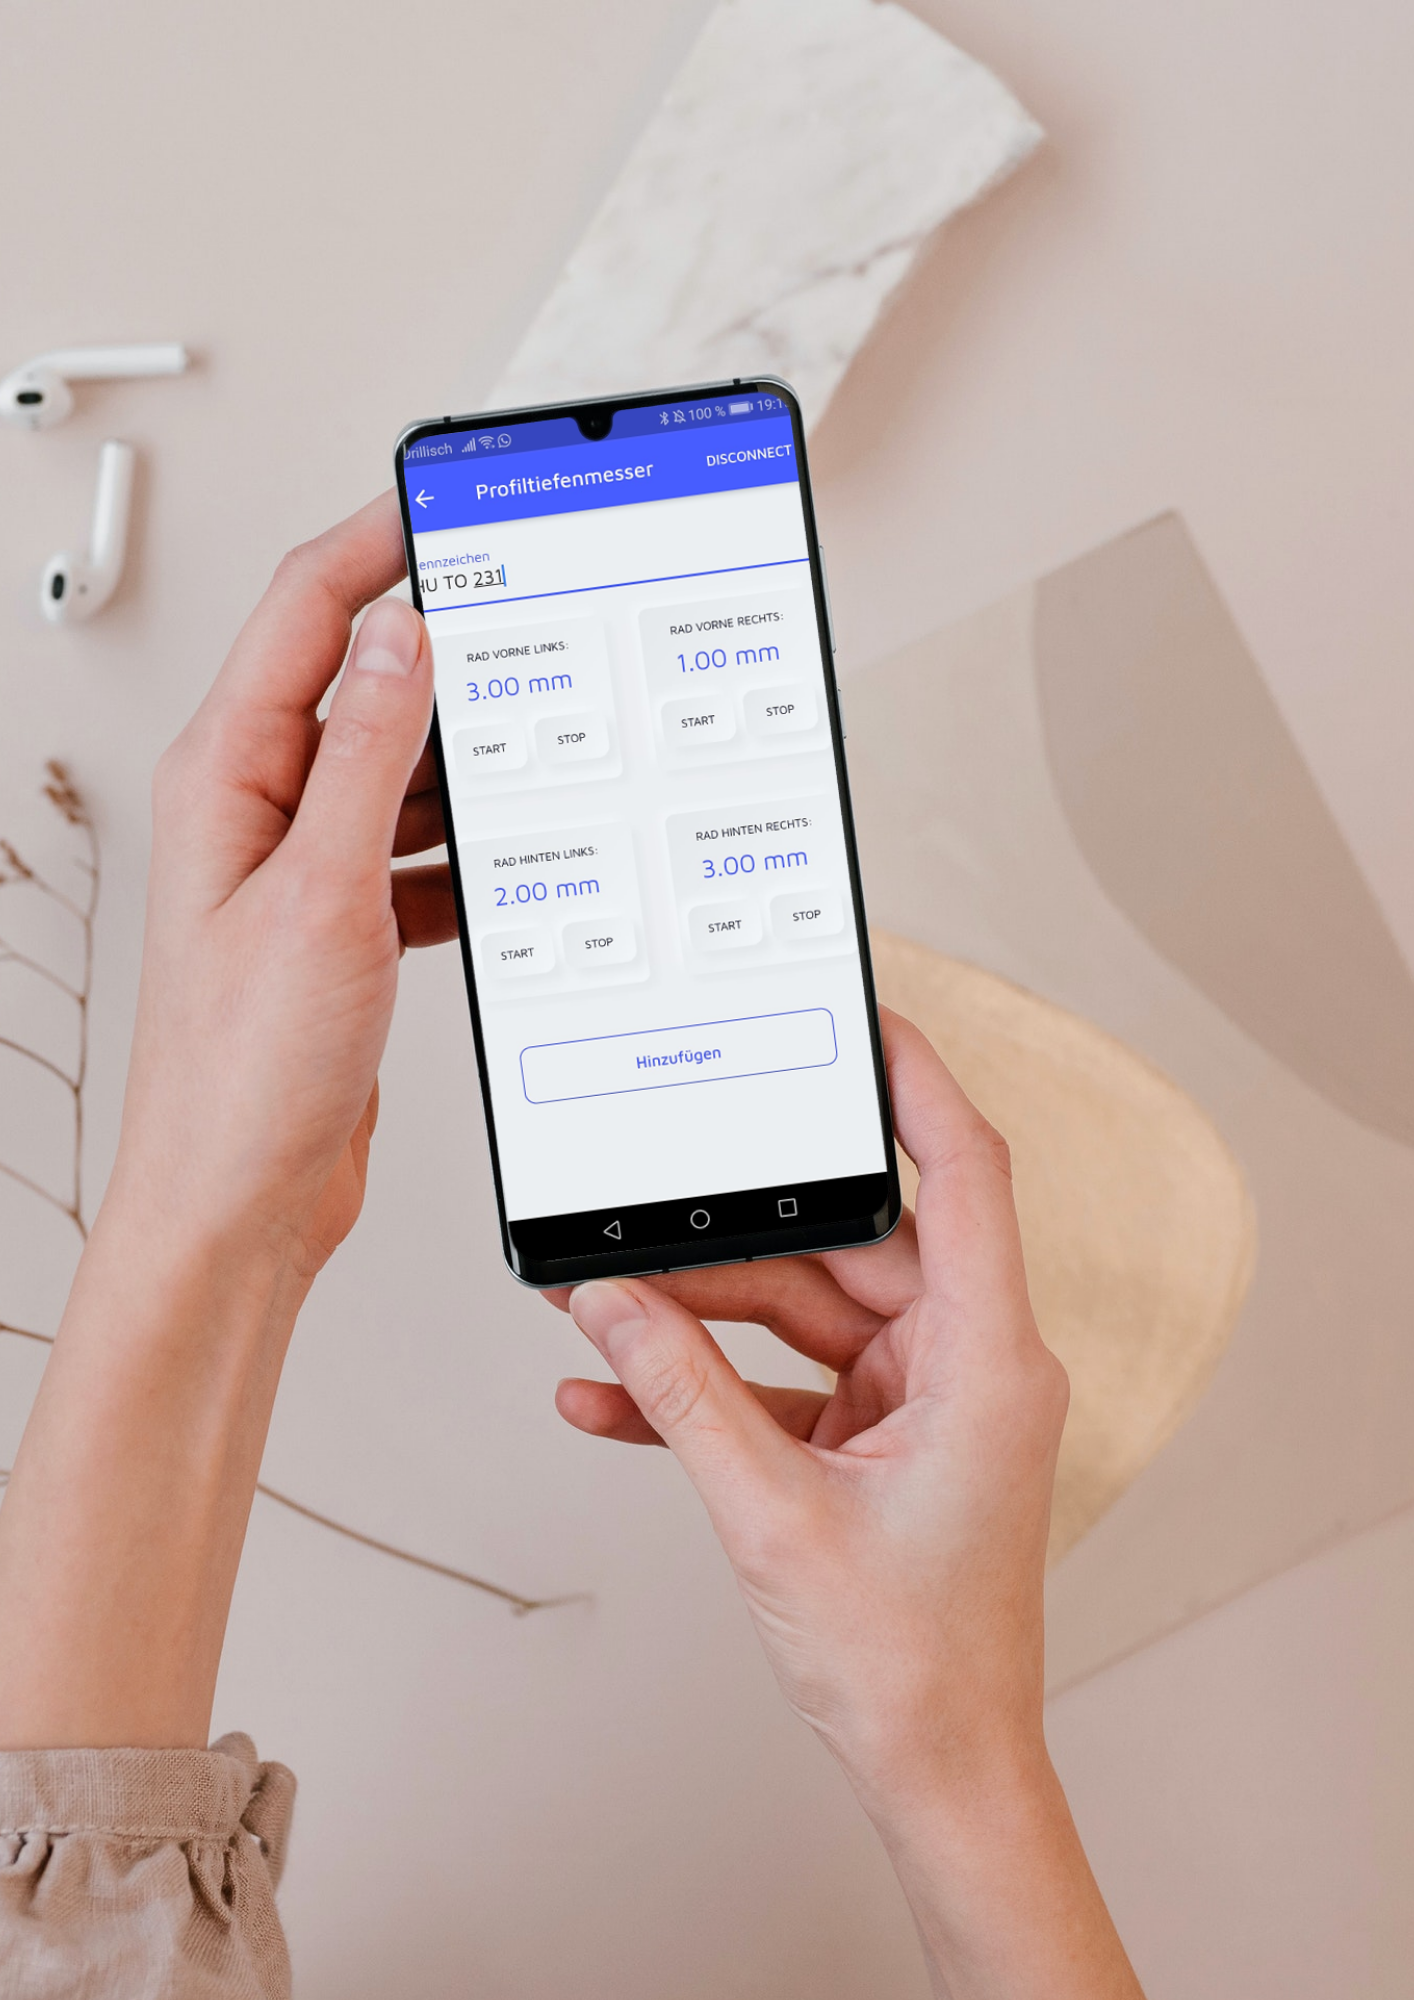 Drillisch 100 % 19:1
Profiltiefenmesser DISCONNECT
ennzeichen
HU TO 231
RAD VORNE LINKS:
3.00 mm
START STOP
RAD VORNE RECHTS:
1.00 mm
START STOP
RAD HINTEN LINKS:
2.00 mm
START STOP
RAD HINTEN RECHTS:
3.00 mm
START STOP
Hinzufügen